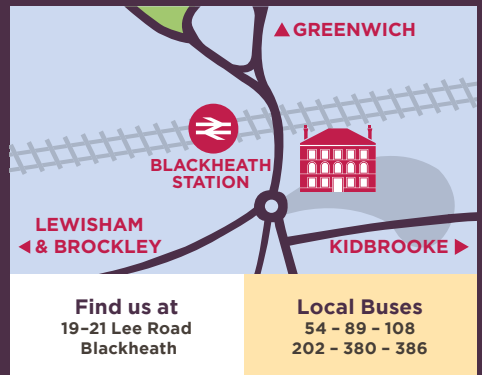 ▲ GREENWICH
BLACKHEATH
STATION
LEWISHAM
◄ & BROCKLEY
KIDBROOKE ►
Find us at
19–21 Lee Road
Blackheath
Local Buses
54 – 89 – 108
202 – 380 – 386